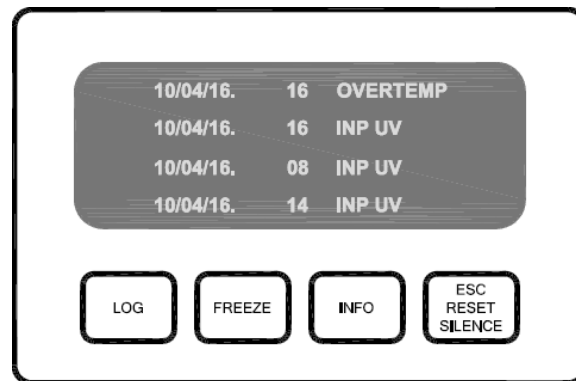 10/04/16. 16 OVERTEMP
10/04/16. 16 INP UV
10/04/16. 08 INP UV
10/04/16. 14 INP UV
LOG
FREEZE
INFO
ESC
RESET
SILENCE